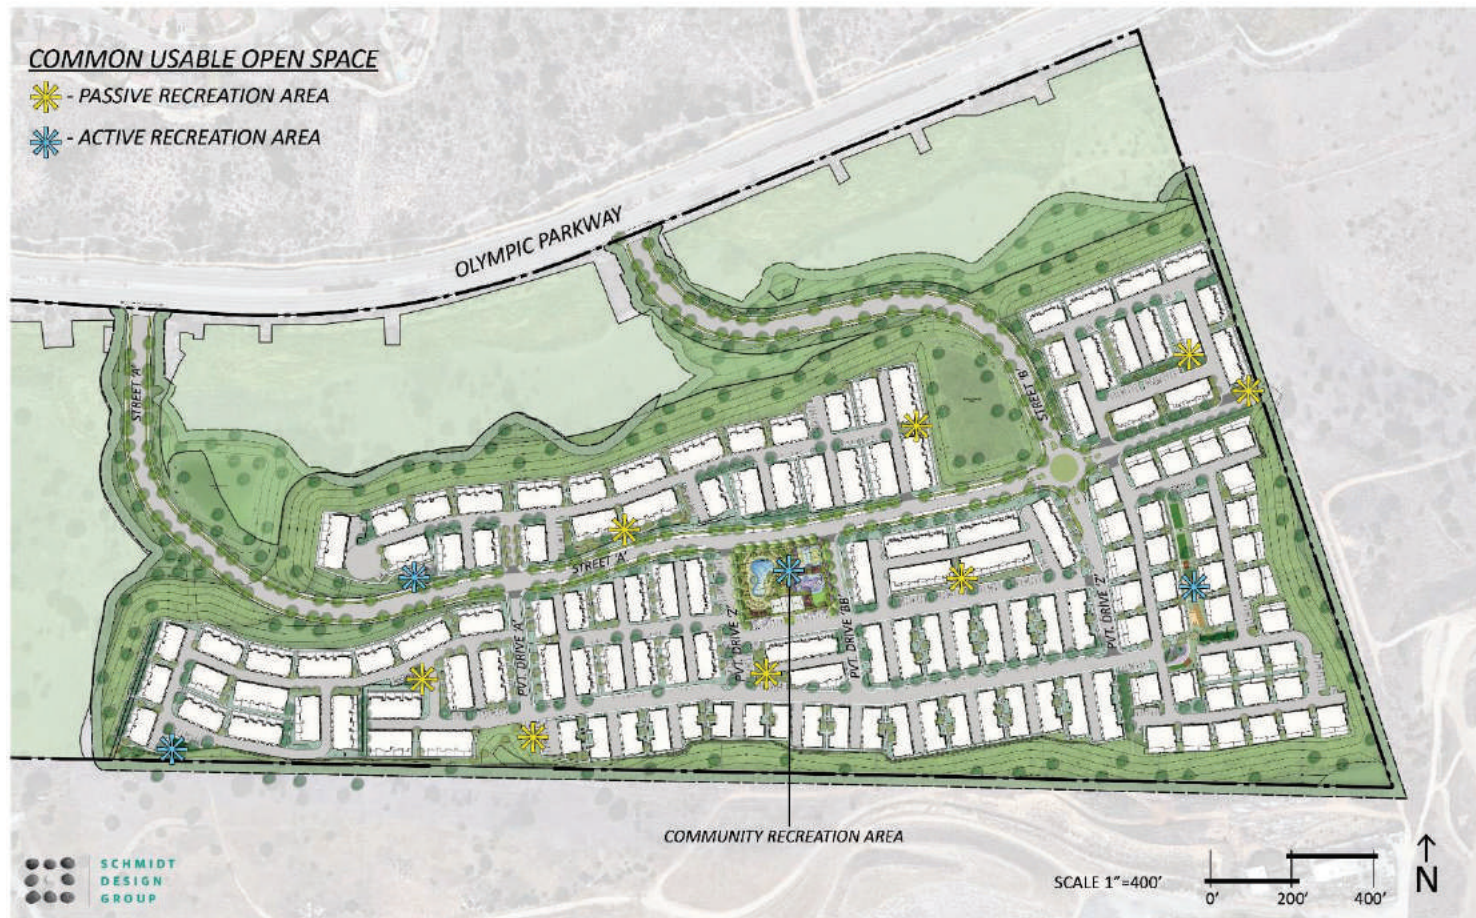 COMMON USABLE OPEN SPACE
- PASSIVE RECREATION AREA
- ACTIVE RECREATION AREA
OLYMPIC PARKWAY
STREET 'A'
STREET 'B'
STREET 'A'
PVT. DRIVE 'A'
PVT. DRIVE 'Z'
PVT. DRIVE 'BB'
PVT. DRIVE 'Z'
COMMUNITY RECREATION AREA
SCHMIDT
DESIGN
GROUP
SCALE 1"=400'
0'
200'
400'
N